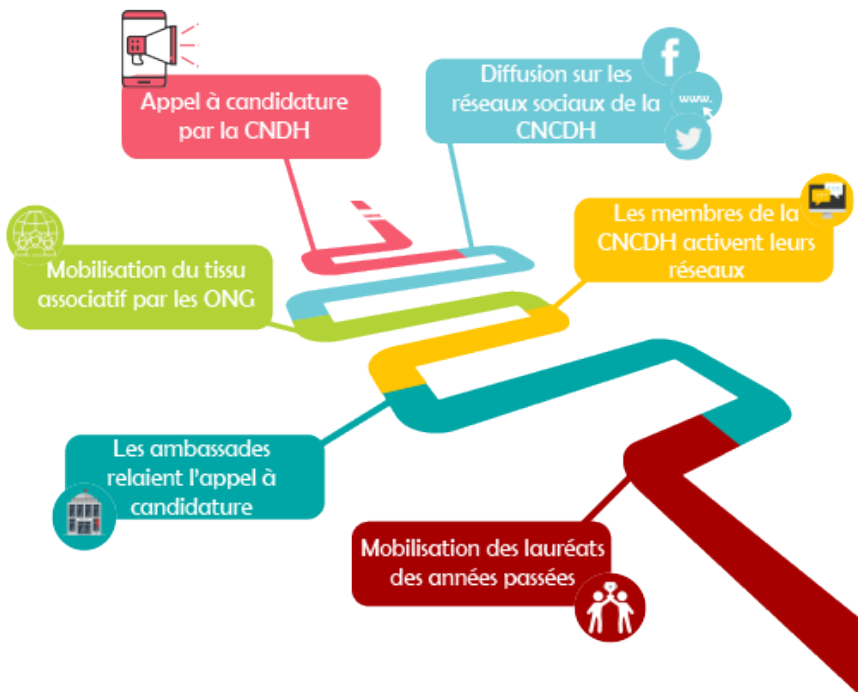 Appel à candidature
par la CNDH
Diffusion sur les
réseaux sociaux de la
CNCDH
www.
Mobilisation du tissu
associatif par les ONG
Les membres de la
CNCDH activent leurs
réseaux
Les ambassades
relaient l'appel à
candidature
Mobilisation des lauréats
des années passées